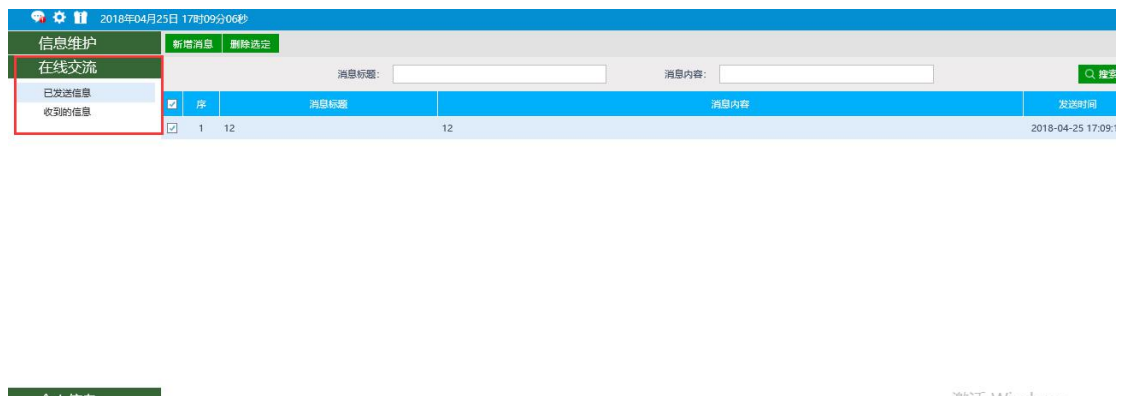 2018年04月25日 17时09分06秒
信息维护
新增消息 删除选定
在线交流
消息标题: 消息内容: 搜索
已发送信息
收到的信息
序 消息标题 消息内容 发送时间
1 12 12 2018-04-25 17:09:1